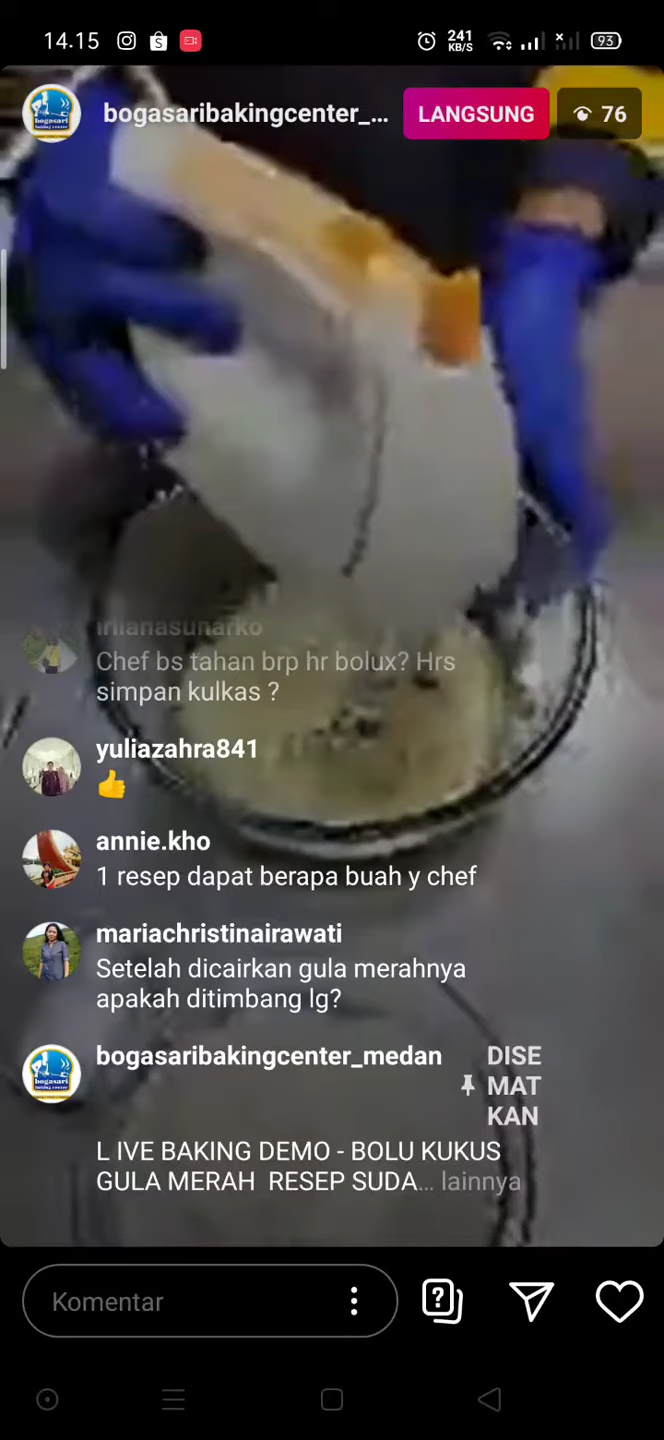 14.15
241
KB/S
93
bogasaribakingcenter_...
LANGSUNG
76
irlianasunarko
Chef bs tahan brp hr bolux? Hrs
simpan kulkas ?
yuliazahra841
👍
annie.kho
1 resep dapat berapa buah y chef
mariachristinairawati
Setelah dicairkan gula merahnya
apakah ditimbang lg?
bogasaribakingcenter_medan
DISE
MAT
KAN
L IVE BAKING DEMO - BOLU KUKUS
GULA MERAH  RESEP SUDA... lainnya
Komentar